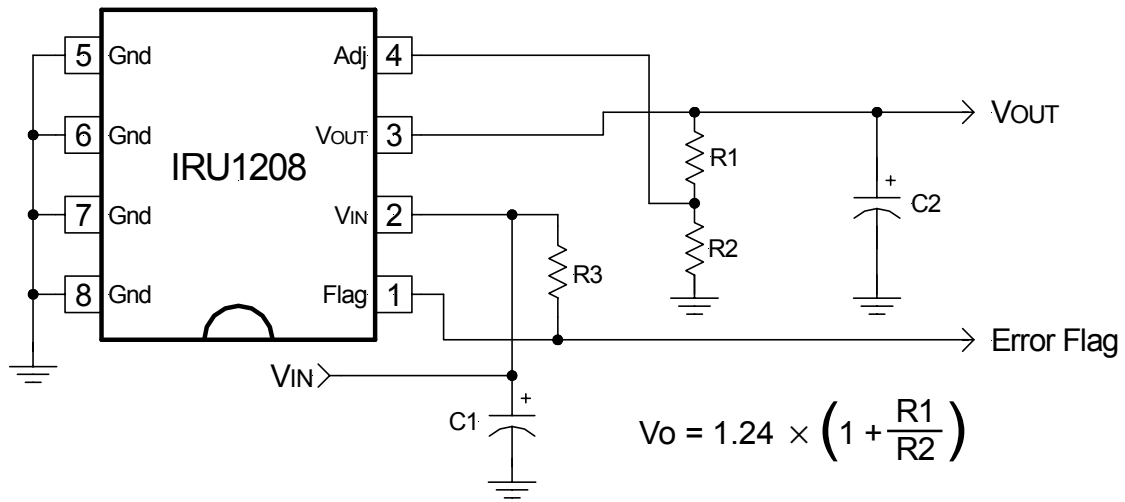 5 Gnd Adj 4
6 Gnd VOUT 3
7 Gnd VIN 2
8 Gnd Flag 1
IRU1208
R1
R2
R3
+
C2
VOUT
Error Flag
VIN
+
C1
Vo = 1.24 × (1 + R1/R2)